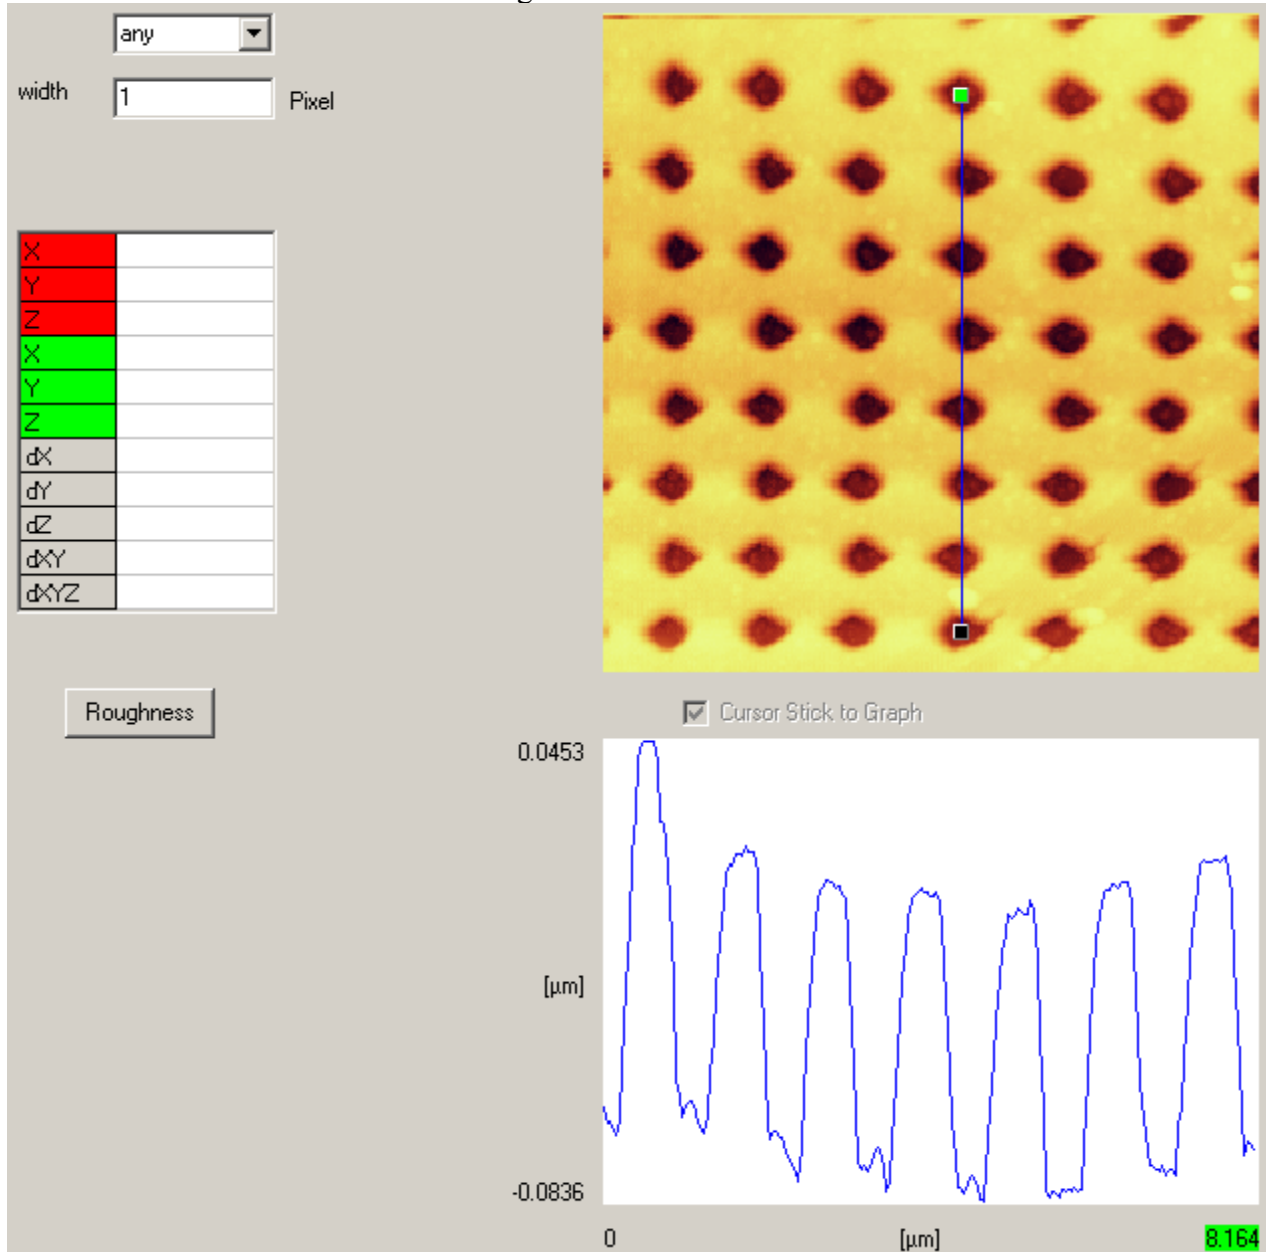 any
width
1
Pixel
X
Y
Z
X
Y
Z
dX
dY
dZ
dXY
dXYZ
Roughness
Cursor Stick to Graph
0.0453
[µm]
-0.0836
0
[µm]
8.164